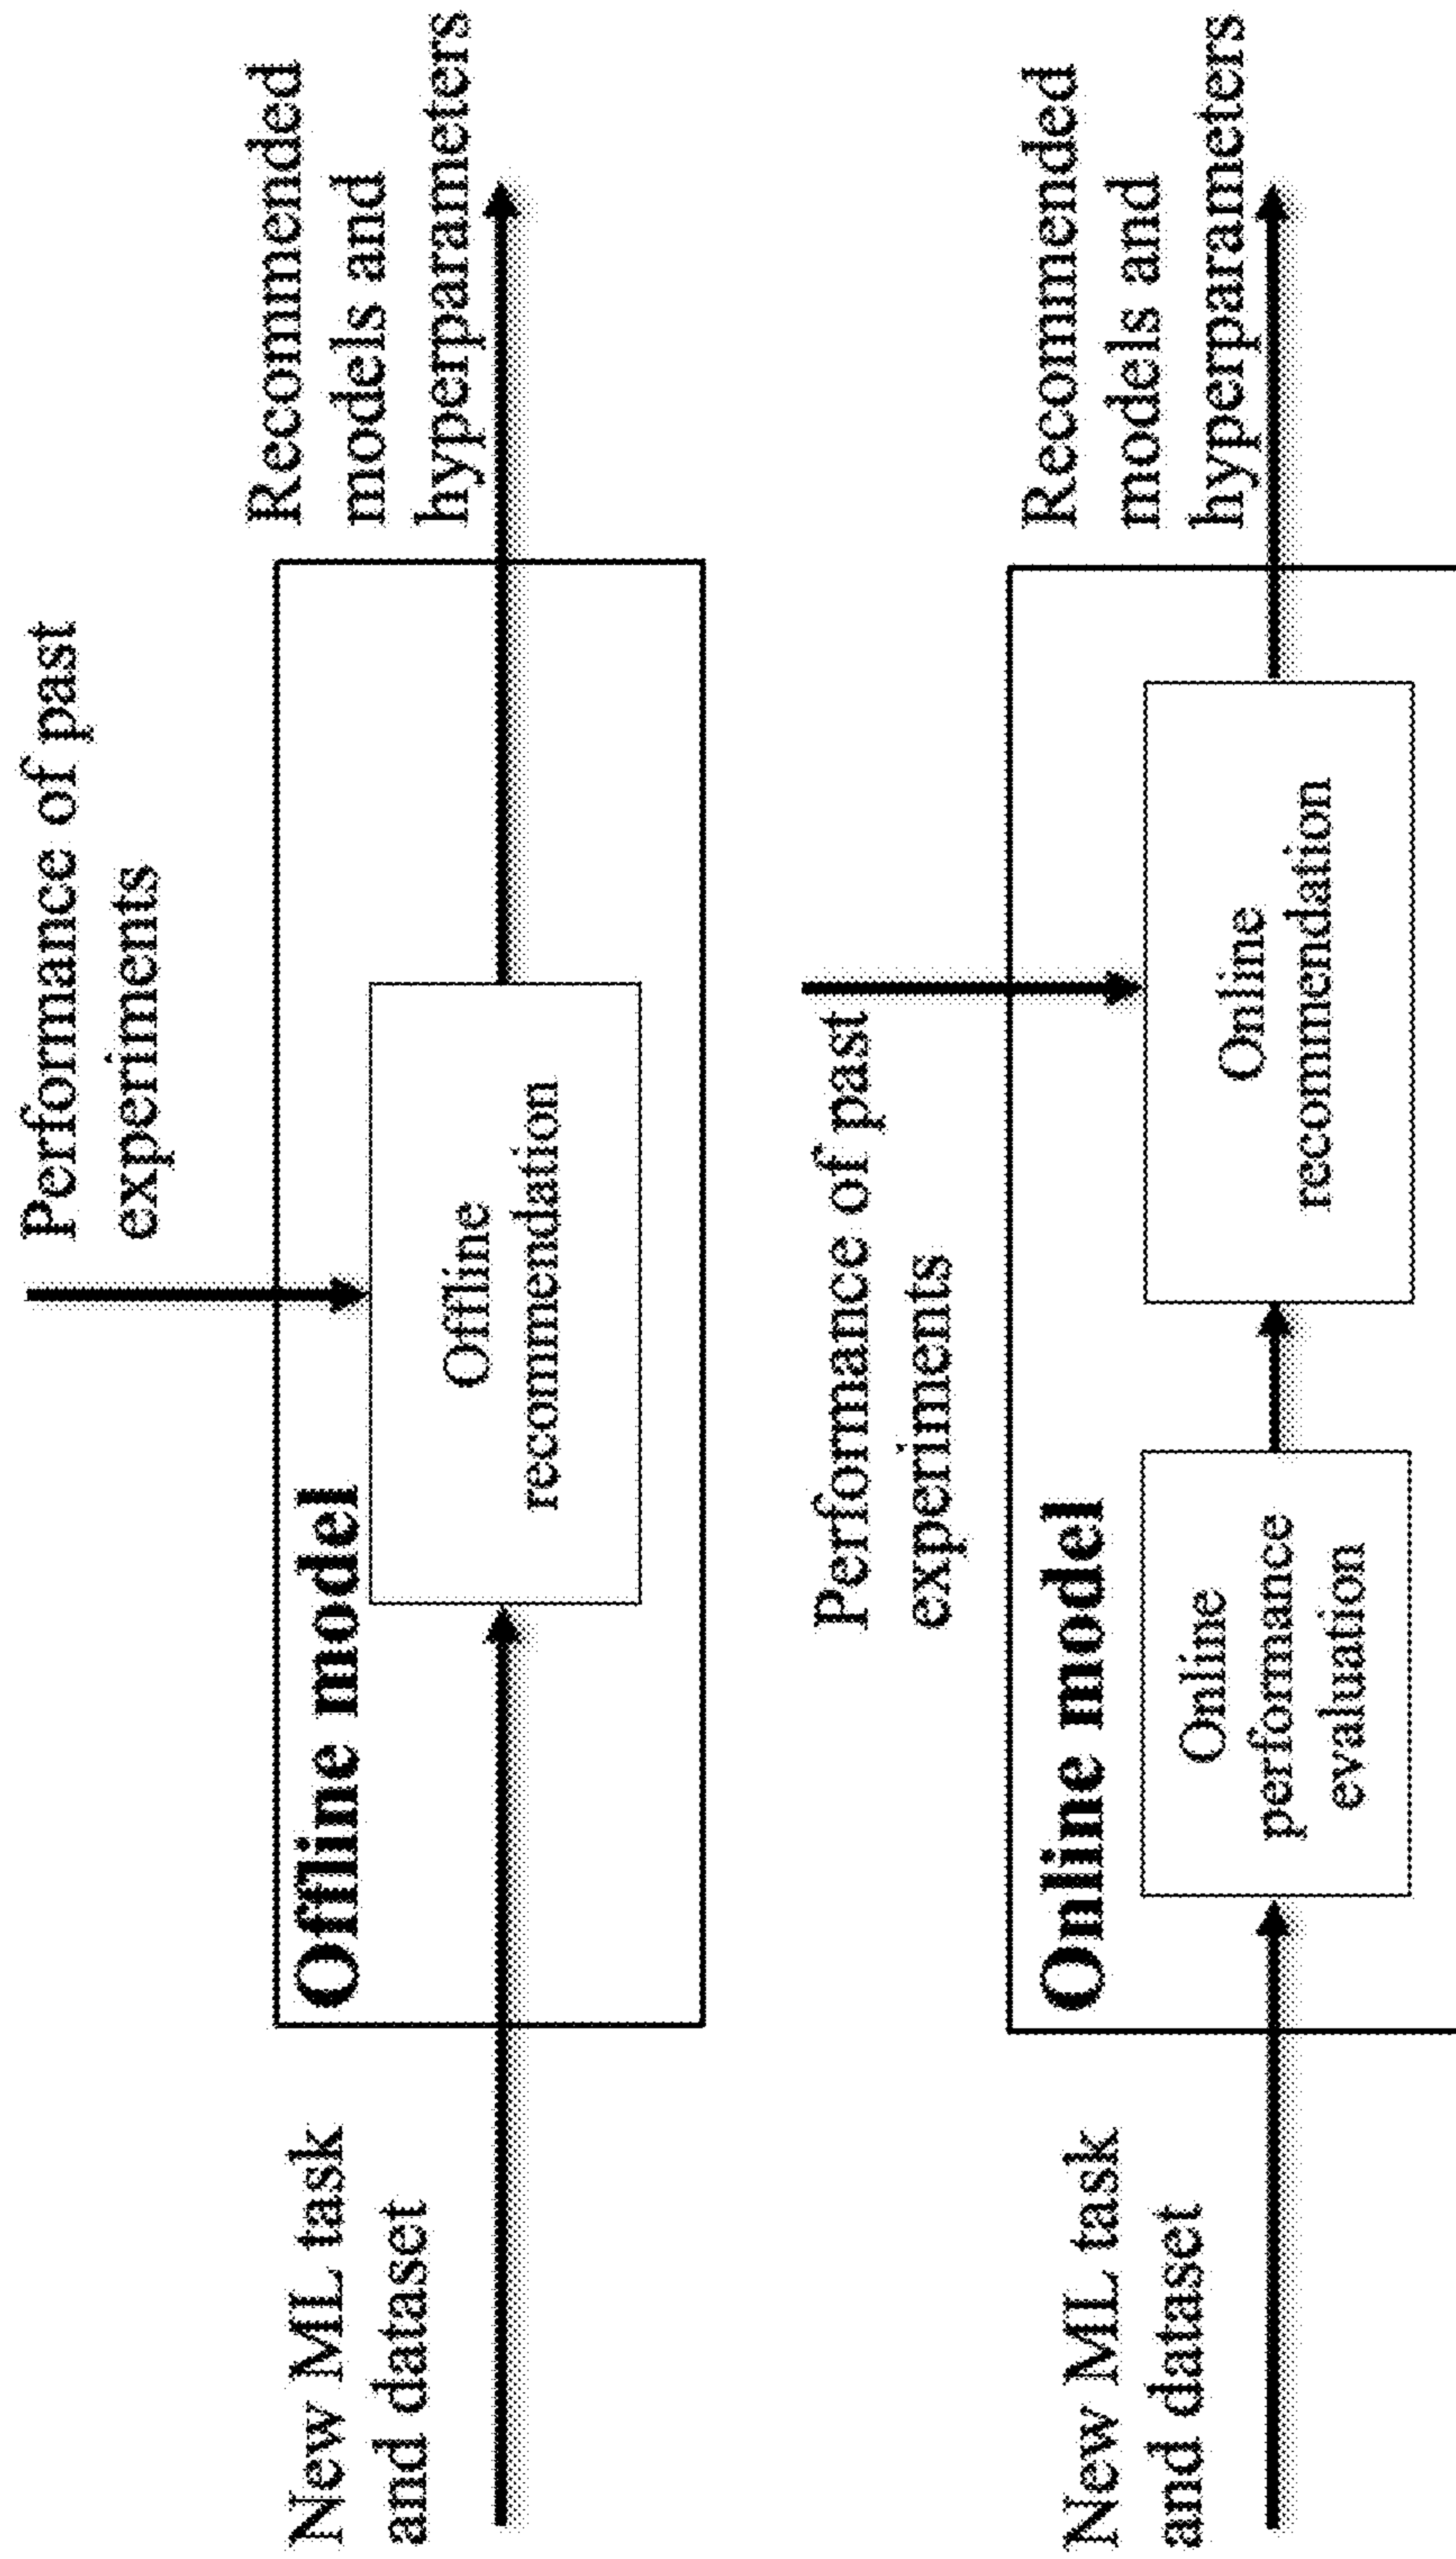 Performance of past
experiments
New ML task
and dataset
Offline model
Offline
recommendation
Recommended
models and
hyperparameters
Performance of past
experiments
New ML task
and dataset
Online model
Online
performance
evaluation
Online
recommendation
Recommended
models and
hyperparameters